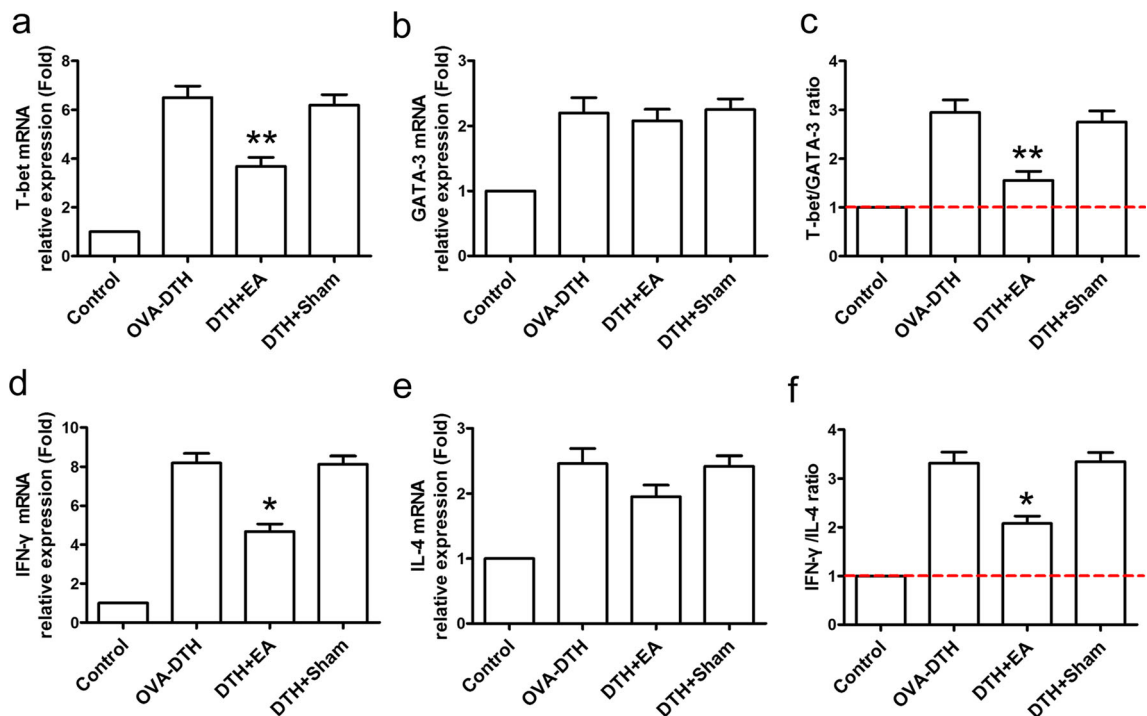 a
T-bet mRNA
relative expression (Fold)
8
6
4
2
0
**
Control
OVA-DTH
DTH+EA
DTH+Sham
b
GATA-3 mRNA
relative expression (Fold)
3
2
1
0
Control
OVA-DTH
DTH+EA
DTH+Sham
c
T-bet/GATA-3 ratio
4
3
2
1
0
**
Control
OVA-DTH
DTH+EA
DTH+Sham
d
IFN-γ mRNA
relative expression (Fold)
10
8
6
4
2
0
*
Control
OVA-DTH
DTH+EA
DTH+Sham
e
IL-4 mRNA
relative expression (Fold)
3
2
1
0
Control
OVA-DTH
DTH+EA
DTH+Sham
f
IFN-γ /IL-4 ratio
4
3
2
1
0
*
Control
OVA-DTH
DTH+EA
DTH+Sham